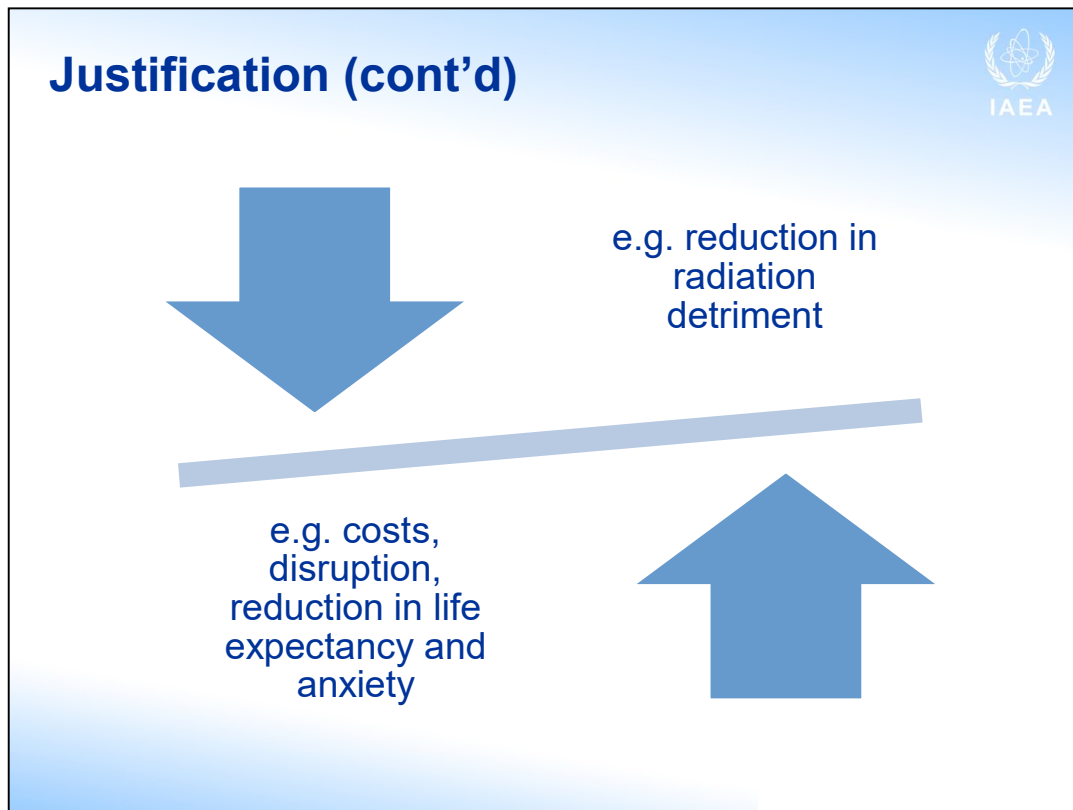 Justification (cont’d)
IAEA
e.g. reduction in
radiation
detriment
e.g. costs,
disruption,
reduction in life
expectancy and
anxiety